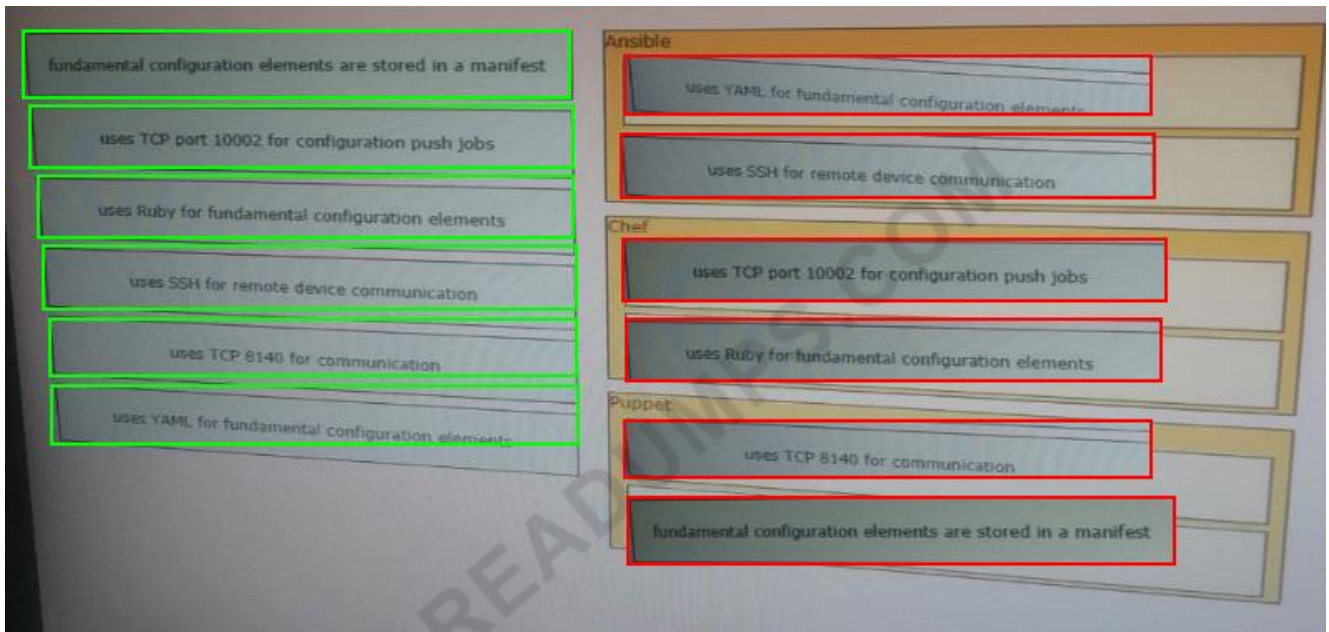 fundamental configuration elements are stored in a manifest
uses TCP port 10002 for configuration push jobs
uses Ruby for fundamental configuration elements
uses SSH for remote device communication
uses TCP 8140 for communication
uses YAML for fundamental configuration elements
Ansible
uses YAML for fundamental configuration elements
uses SSH for remote device communication
Chef
uses TCP port 10002 for configuration push jobs
uses Ruby for fundamental configuration elements
Puppet
uses TCP 8140 for communication
fundamental configuration elements are stored in a manifest
READUMPS.COM